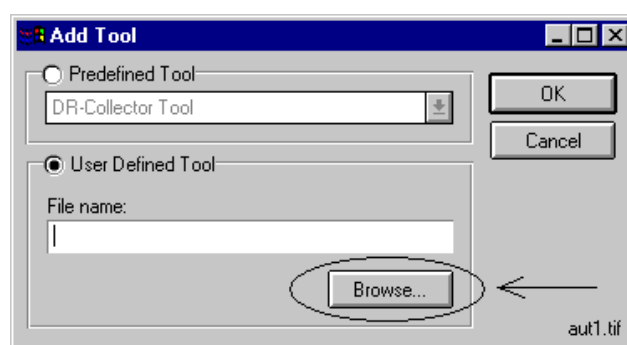 Add Tool
Predefined Tool
DR-Collector Tool
OK
Cancel
User Defined Tool
File name:
Browse...
aut1.tif